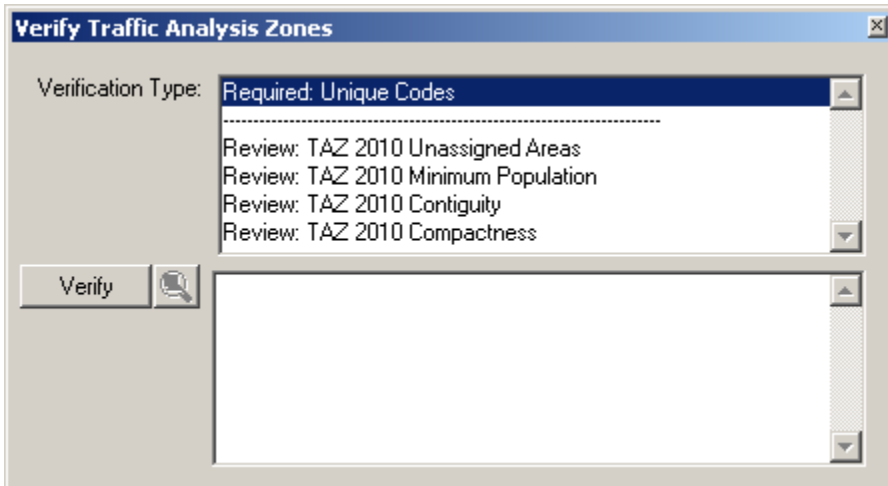 Verify Traffic Analysis Zones
Verification Type:
Required: Unique Codes
--------------------------------------------------------------------------
Review: TAZ 2010 Unassigned Areas
Review: TAZ 2010 Minimum Population
Review: TAZ 2010 Contiguity
Review: TAZ 2010 Compactness
Verify